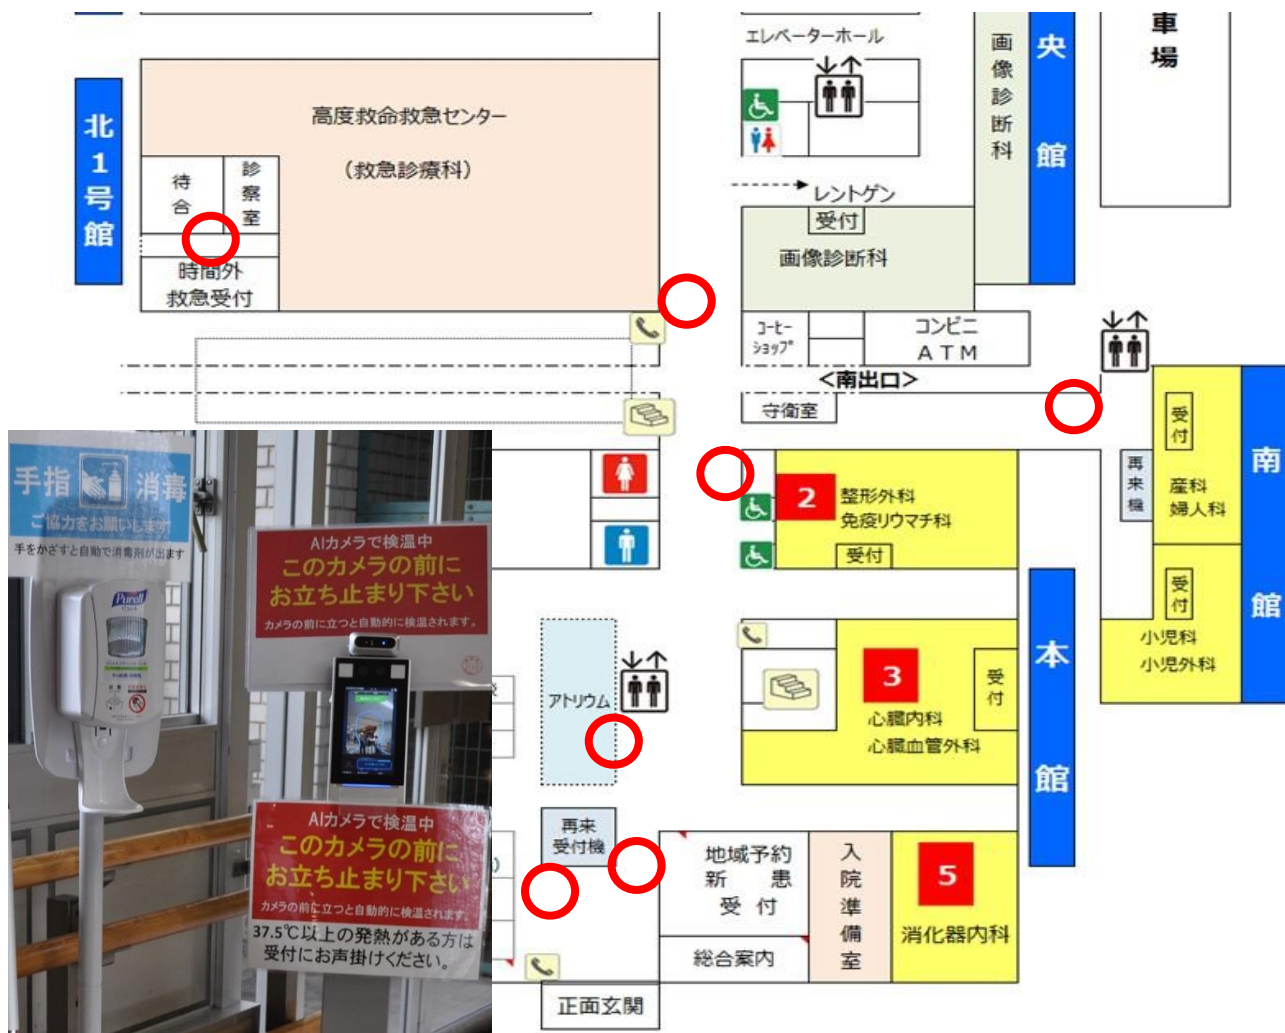 エレベーターホール
画像診断科
央館
車場
北1号館
高度救命救急センター
(救急診療科)
待合
診察室
時間外
救急受付
レントゲン
受付
画像診断科
コーヒー
ショップ
コンビニ
ATM
<南出口>
守衛室
受付
再来機
産科
婦人科
南館
2
整形外科
免疫リウマチ科
受付
受付
小児科
小児外科
本館
アトリウム
3
受付
心臓内科
心臓血管外科
再来
受付機
地域予約
新患
受付
入院準備室
5
消化器内科
総合案内
正面玄関
手指 消毒
ご協力をお願いします
手をかざすと自動で消毒剤が出ます
Purell
AIカメラで検温中
このカメラの前に
お立ち止まり下さい
カメラの前に立つと自動的に検温されます。
AIカメラで検温中
このカメラの前に
お立ち止まり下さい
カメラの前に立つと自動的に検温されます。
37.5℃以上の発熱がある方は
受付にお声掛けください。